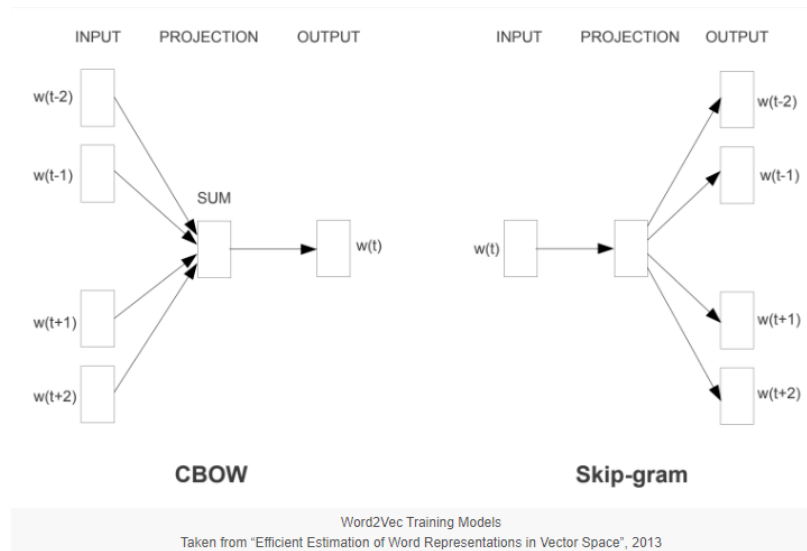 INPUT PROJECTION OUTPUT
w(t-2)
w(t-1)
SUM
w(t)
w(t+1)
w(t+2)
CBOW
INPUT PROJECTION OUTPUT
w(t-2)
w(t-1)
w(t)
w(t+1)
w(t+2)
Skip-gram
Word2Vec Training Models
Taken from “Efficient Estimation of Word Representations in Vector Space”, 2013